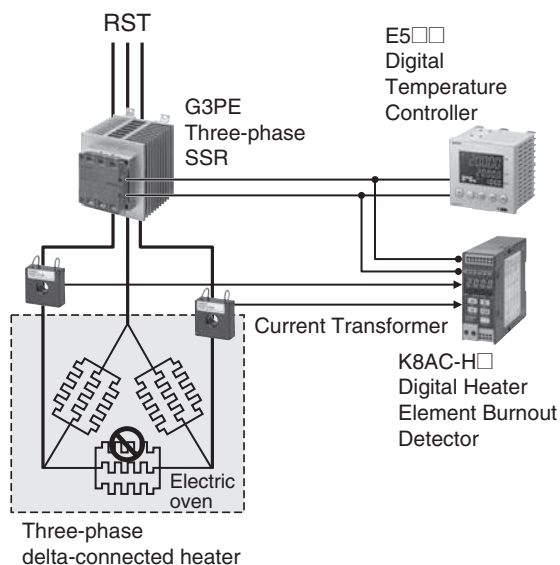 RST
E5□□
Digital
Temperature
Controller
G3PE
Three-phase
SSR
Current Transformer
K8AC-H□
Digital Heater
Element Burnout
Detector
Electric
oven
Three-phase
delta-connected heater